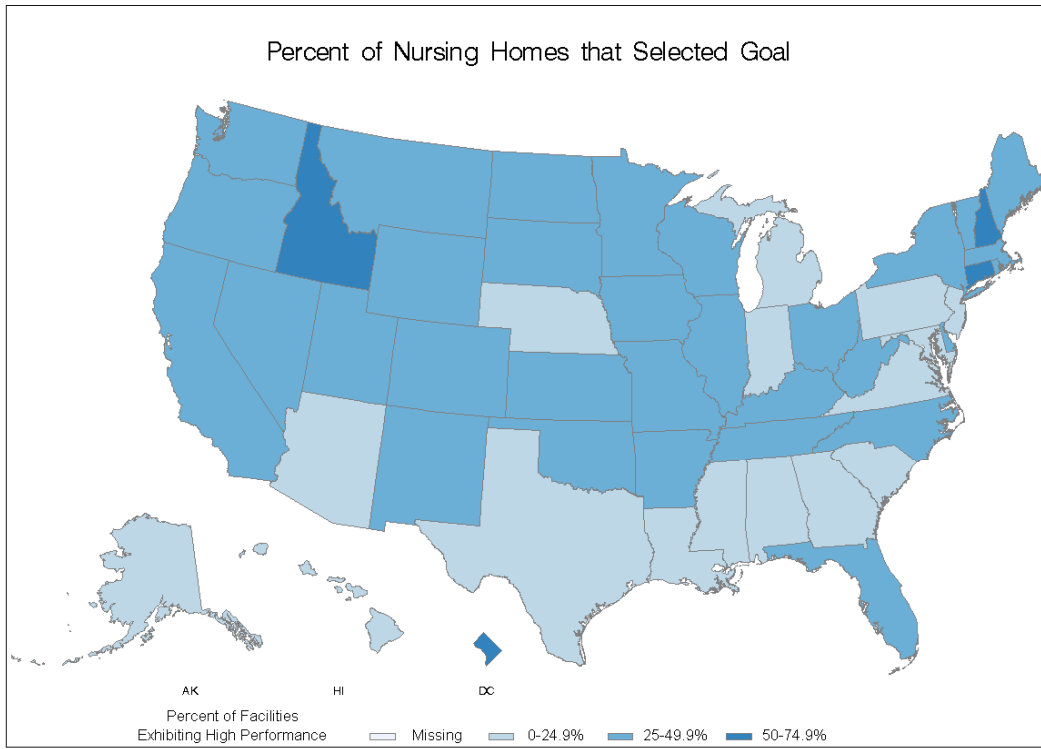 Percent of Nursing Homes that Selected Goal
AK HI DC
Percent of Facilities
Exhibiting High Performance Missing 0-24.9% 25-49.9% 50-74.9%